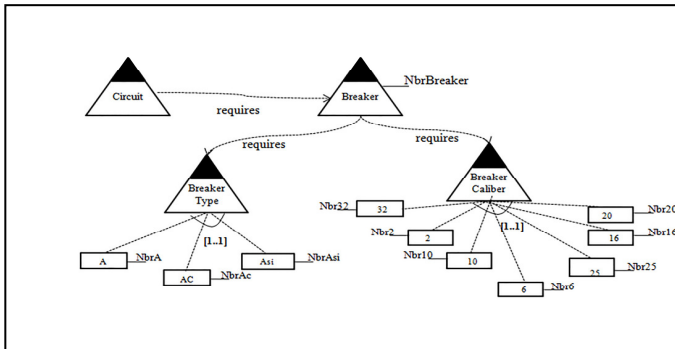 NbrBreaker
Circuit
Breaker
requires
requires
requires
Breaker
Type
Breaker
Caliber
Nbr32
32
20
Nbr20
Nbr2
2
[1..1]
16
Nbr16
[1..1]
A
NbrA
AC
NbrAc
Asi
NbrAsi
Nbr10
10
25
Nbr25
6
Nbr6